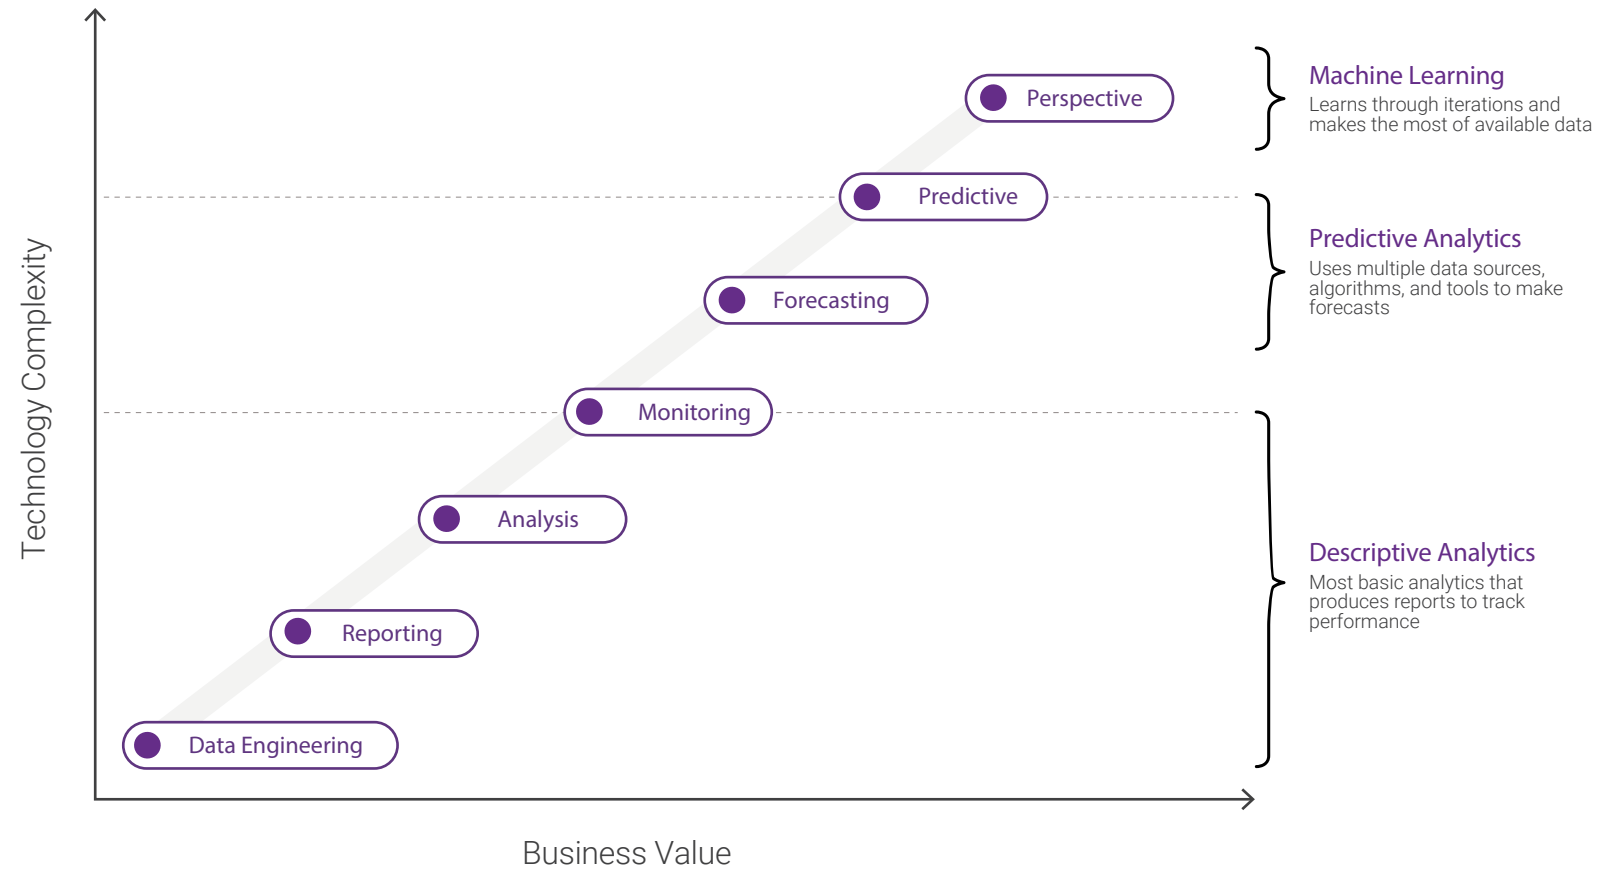 Technology Complexity
Perspective
Predictive
Forecasting
Monitoring
Analysis
Reporting
Data Engineering
Business Value
Machine Learning
Learns through iterations and
makes the most of available data
Predictive Analytics
Uses multiple data sources,
algorithms, and tools to make
forecasts
Descriptive Analytics
Most basic analytics that
produces reports to track
performance